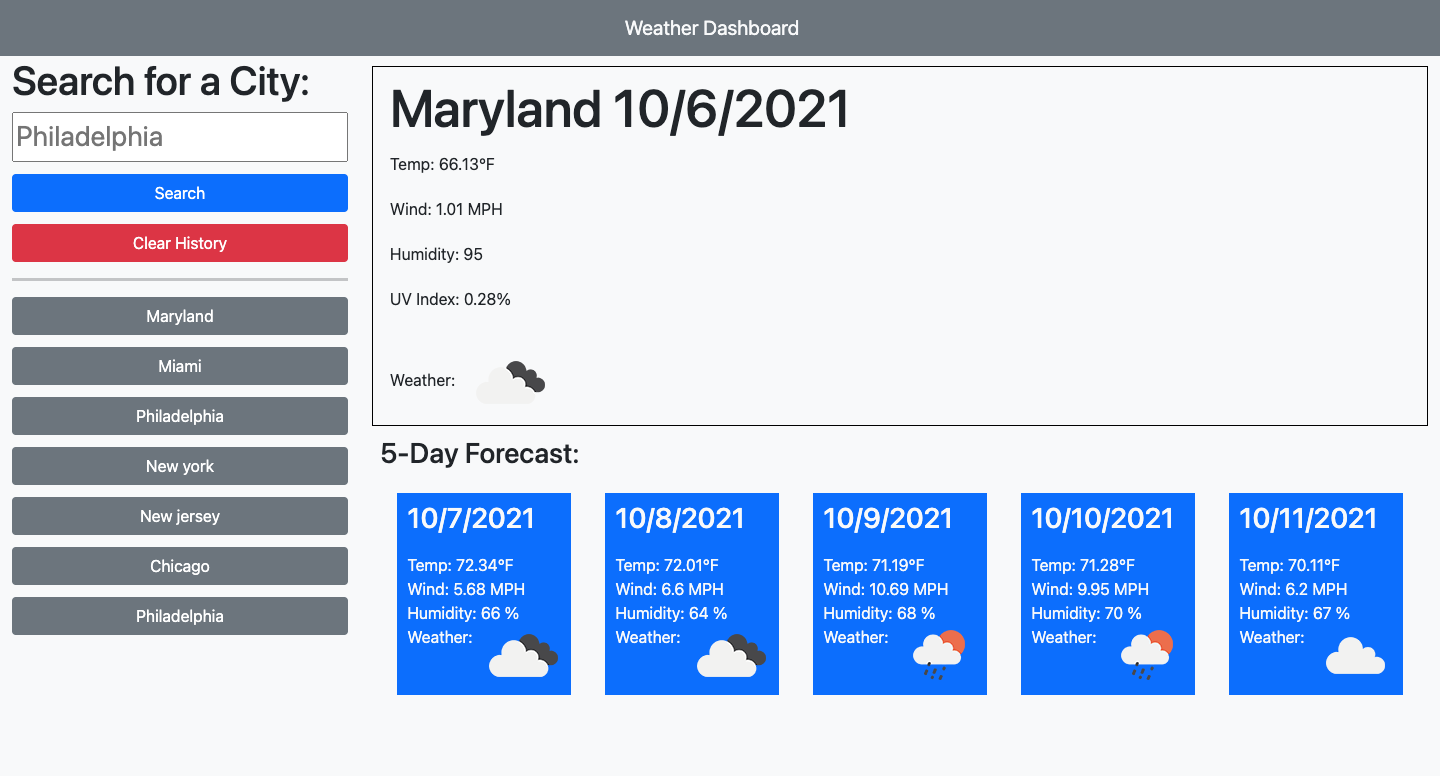 Weather Dashboard
Search for a City:
Philadelphia
Search
Clear History
Maryland
Miami
Philadelphia
New york
New jersey
Chicago
Philadelphia
Maryland 10/6/2021
Temp: 66.13°F
Wind: 1.01 MPH
Humidity: 95
UV Index: 0.28%
Weather:
5-Day Forecast:
10/7/2021
Temp: 72.34°F
Wind: 5.68 MPH
Humidity: 66 %
Weather:
10/8/2021
Temp: 72.01°F
Wind: 6.6 MPH
Humidity: 64 %
Weather:
10/9/2021
Temp: 71.19°F
Wind: 10.69 MPH
Humidity: 68 %
Weather:
10/10/2021
Temp: 71.28°F
Wind: 9.95 MPH
Humidity: 70 %
Weather:
10/11/2021
Temp: 70.11°F
Wind: 6.2 MPH
Humidity: 67 %
Weather: